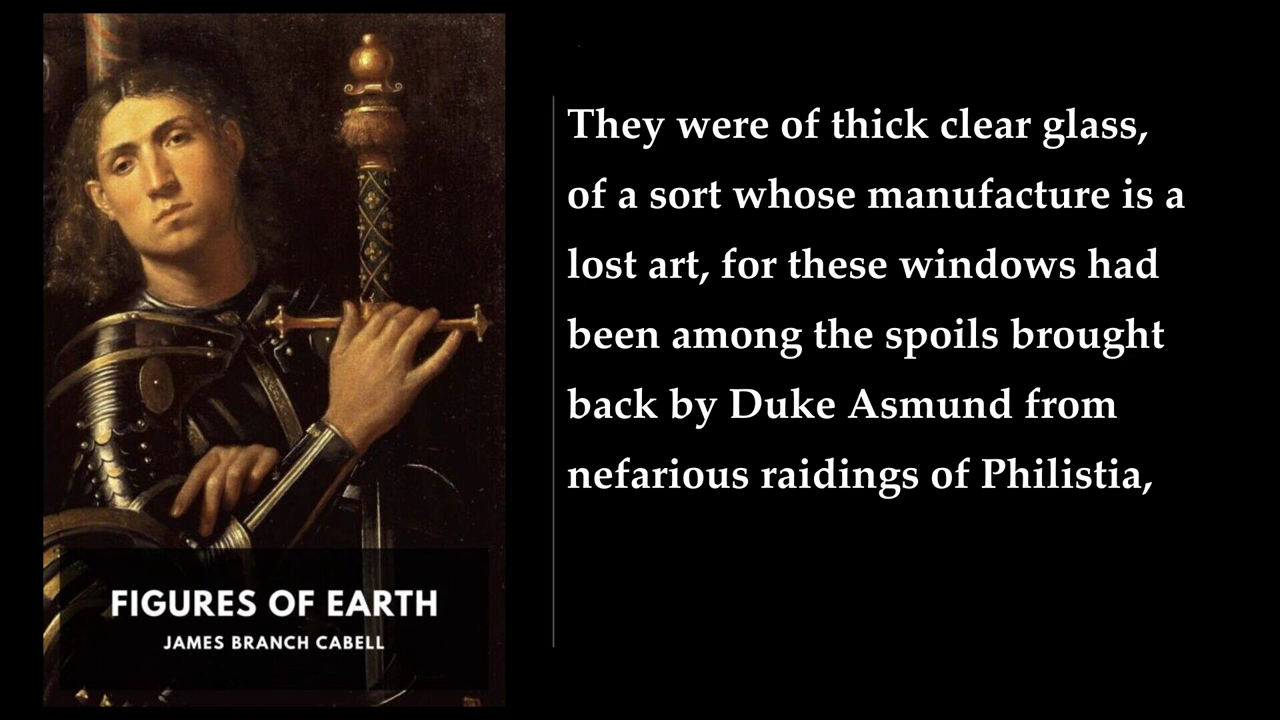 FIGURES OF EARTH
JAMES BRANCH CABELL
They were of thick clear glass,
of a sort whose manufacture is a
lost art, for these windows had
been among the spoils brought
back by Duke Asmund from
nefarious raidings of Philistia,